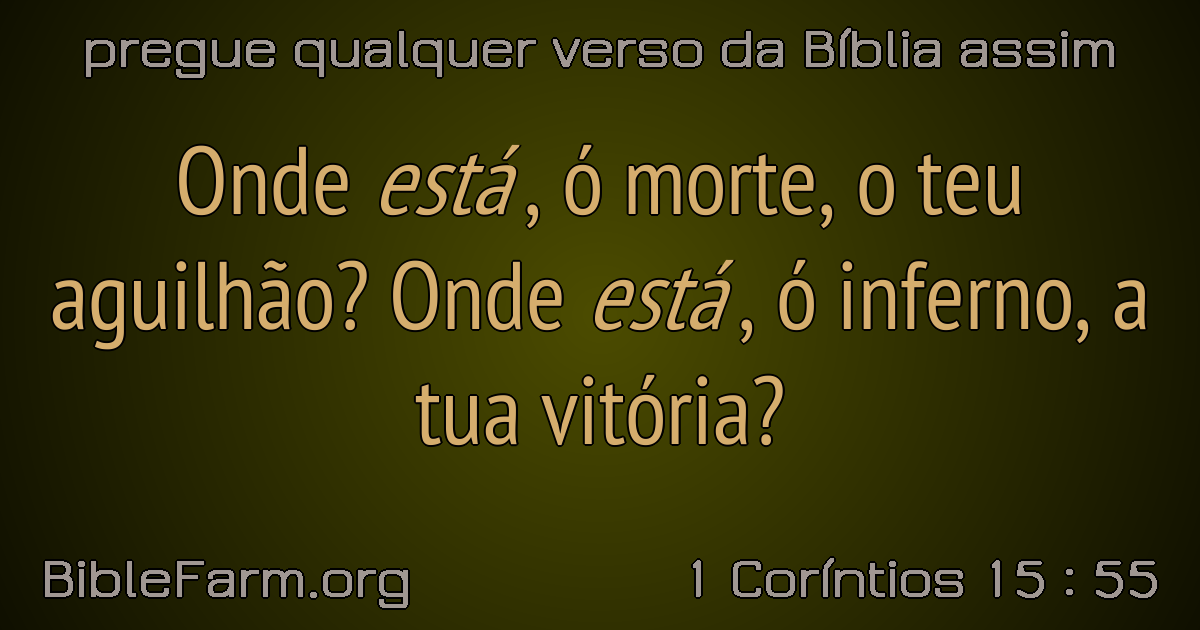 pregue qualquer verso da Bíblia assim
Onde está, ó morte, o teu
aguilhão? Onde está, ó inferno, a
tua vitória?
BibleFarm.org
1 Coríntios 15 : 55